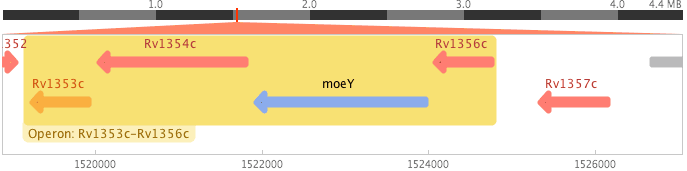 1.0 2.0 3.0 4.0 4.4 MB
352 Rv1354c Rv1356c
Rv1353c moeY Rv1357c
Operon: Rv1353c-Rv1356c
1520000 1522000 1524000 1526000